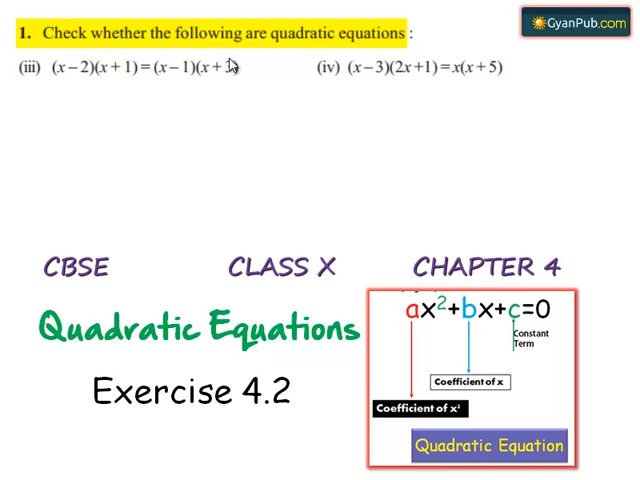 GyanPub.com
1. Check whether the following are quadratic equations :
(iii) (x – 2)(x + 1) = (x – 1)(x + (iv) (x – 3)(2x +1) = x(x + 5)
CBSE CLASS X CHAPTER 4
Quadratic Equations
Exercise 4.2
ax²+bx+c=0
Constant
Term
Coefficient of x
Coefficient of x²
Quadratic Equation